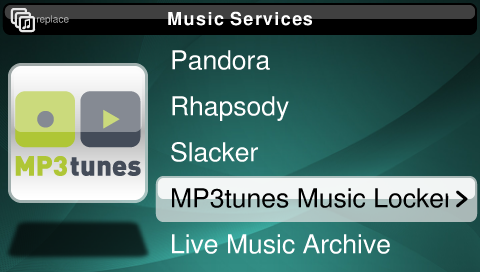 replace
Music Services
Pandora
Rhapsody
Slacker
MP3tunes
MP3tunes Music Locker
Live Music Archive